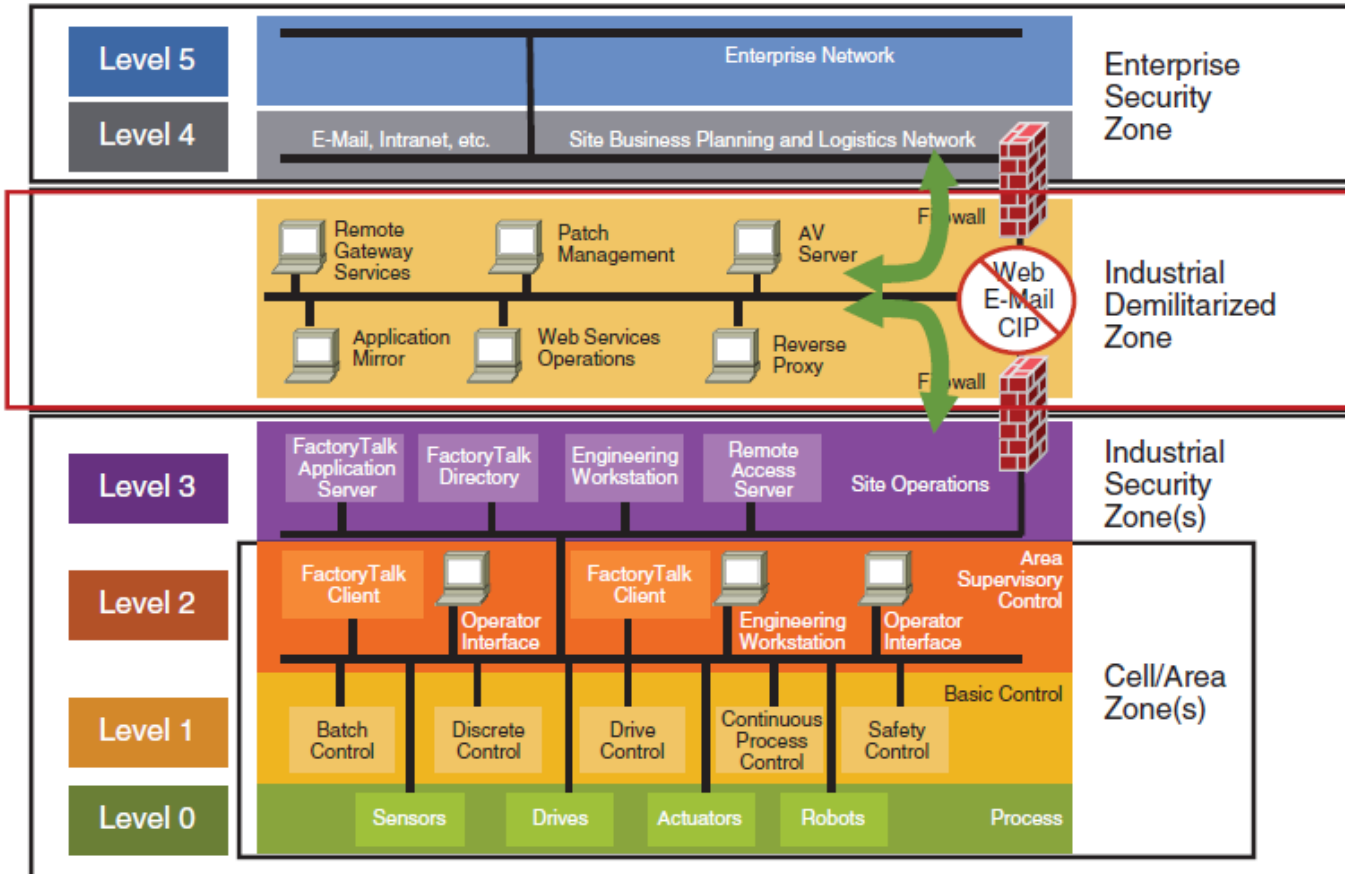 Level 5
Enterprise Network
Enterprise
Security
Zone
Level 4
E-Mail, Intranet, etc.
Site Business Planning and Logistics Network
Remote
Gateway
Services
Patch
Management
AV
Server
Firewall
Web
E-Mail
CIP
Industrial
Demilitarized
Zone
Application
Mirror
Web Services
Operations
Reverse
Proxy
Firewall
Level 3
FactoryTalk
Application
Server
FactoryTalk
Directory
Engineering
Workstation
Remote
Access
Server
Site Operations
Industrial
Security
Zone(s)
Level 2
FactoryTalk
Client
Operator
Interface
FactoryTalk
Client
Engineering
Workstation
Operator
Interface
Area
Supervisory
Control
Cell/Area
Zone(s)
Level 1
Basic Control
Batch
Control
Discrete
Control
Drive
Control
Continuous
Process
Control
Safety
Control
Level 0
Sensors
Drives
Actuators
Robots
Process